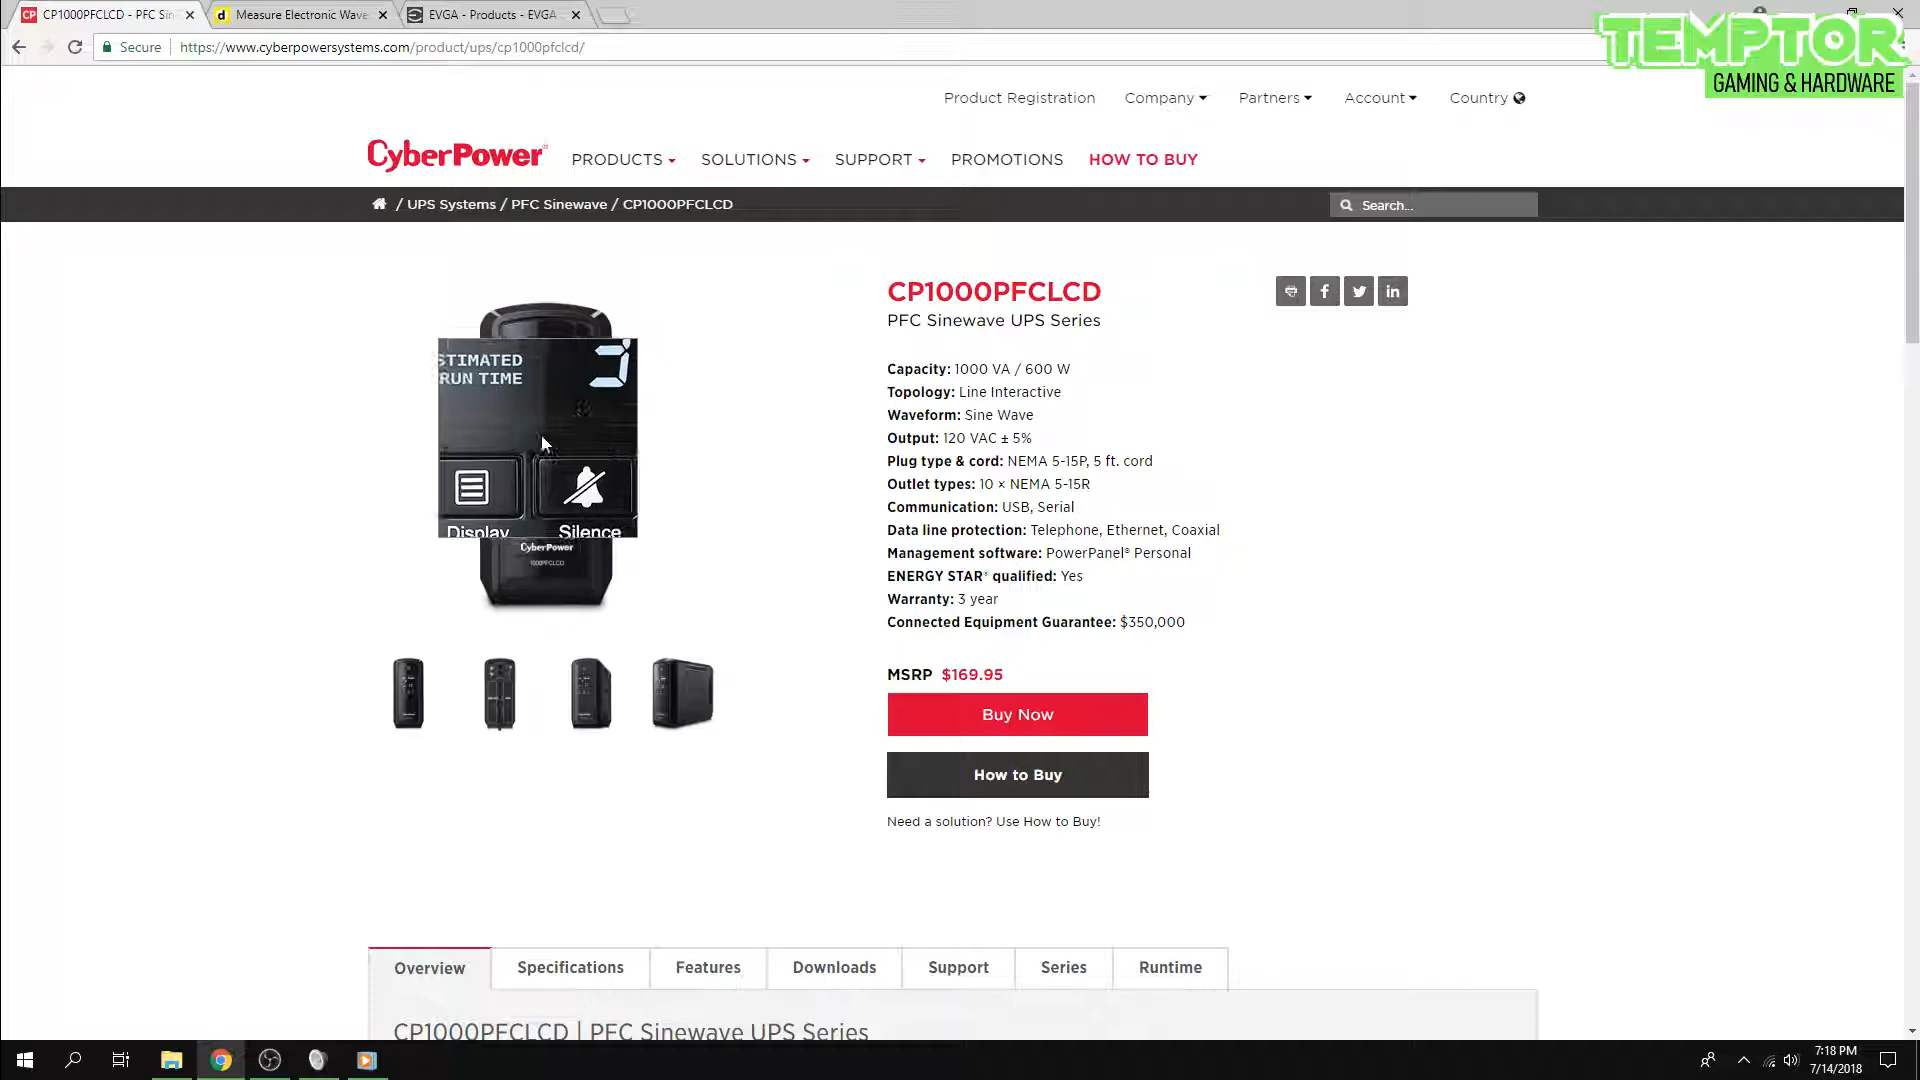 CP1000PFCLCD - PFC Sin
Measure Electronic Wave
EVGA - Products - EVGA
Secure
https://www.cyberpowersystems.com/product/ups/cp1000pfclcd/
TEMPTOR
GAMING & HARDWARE
Product Registration Company Partners Account Country
CyberPower
PRODUCTS SOLUTIONS SUPPORT PROMOTIONS HOW TO BUY
/ UPS Systems / PFC Sinewave / CP1000PFCLCD
Search...
STIMATED
RUN TIME
Display Silence
CyberPower
1000PFCLCD
CP1000PFCLCD
PFC Sinewave UPS Series
Capacity: 1000 VA / 600 W
Topology: Line Interactive
Waveform: Sine Wave
Output: 120 VAC ± 5%
Plug type & cord: NEMA 5-15P, 5 ft. cord
Outlet types: 10 × NEMA 5-15R
Communication: USB, Serial
Data line protection: Telephone, Ethernet, Coaxial
Management software: PowerPanel® Personal
ENERGY STAR® qualified: Yes
Warranty: 3 year
Connected Equipment Guarantee: $350,000
MSRP $169.95
Buy Now
How to Buy
Need a solution? Use How to Buy!
Overview Specifications Features Downloads Support Series Runtime
CP1000PFCLCD | PFC Sinewave UPS Series
7:18 PM
7/14/2018